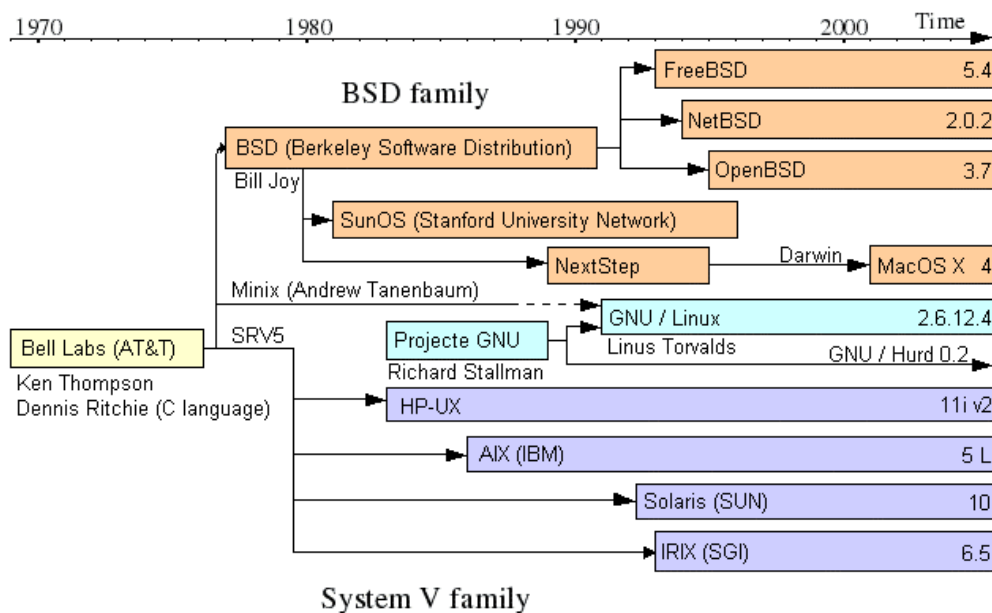 1970 1980 1990 2000 Time
FreeBSD 5.4
BSD family
NetBSD 2.0.2
BSD (Berkeley Software Distribution)
OpenBSD 3.7
Bill Joy
SunOS (Stanford University Network)
NextStep Darwin MacOS X 4
Minix (Andrew Tanenbaum)
GNU / Linux 2.6.12.4
SRV5
Bell Labs (AT&T) Projecte GNU Linus Torvalds
GNU / Hurd 0.2
Richard Stallman
Ken Thompson
Dennis Ritchie (C language)
HP-UX 11i v2
AIX (IBM) 5 L
Solaris (SUN) 10
IRIX (SGI) 6.5
System V family